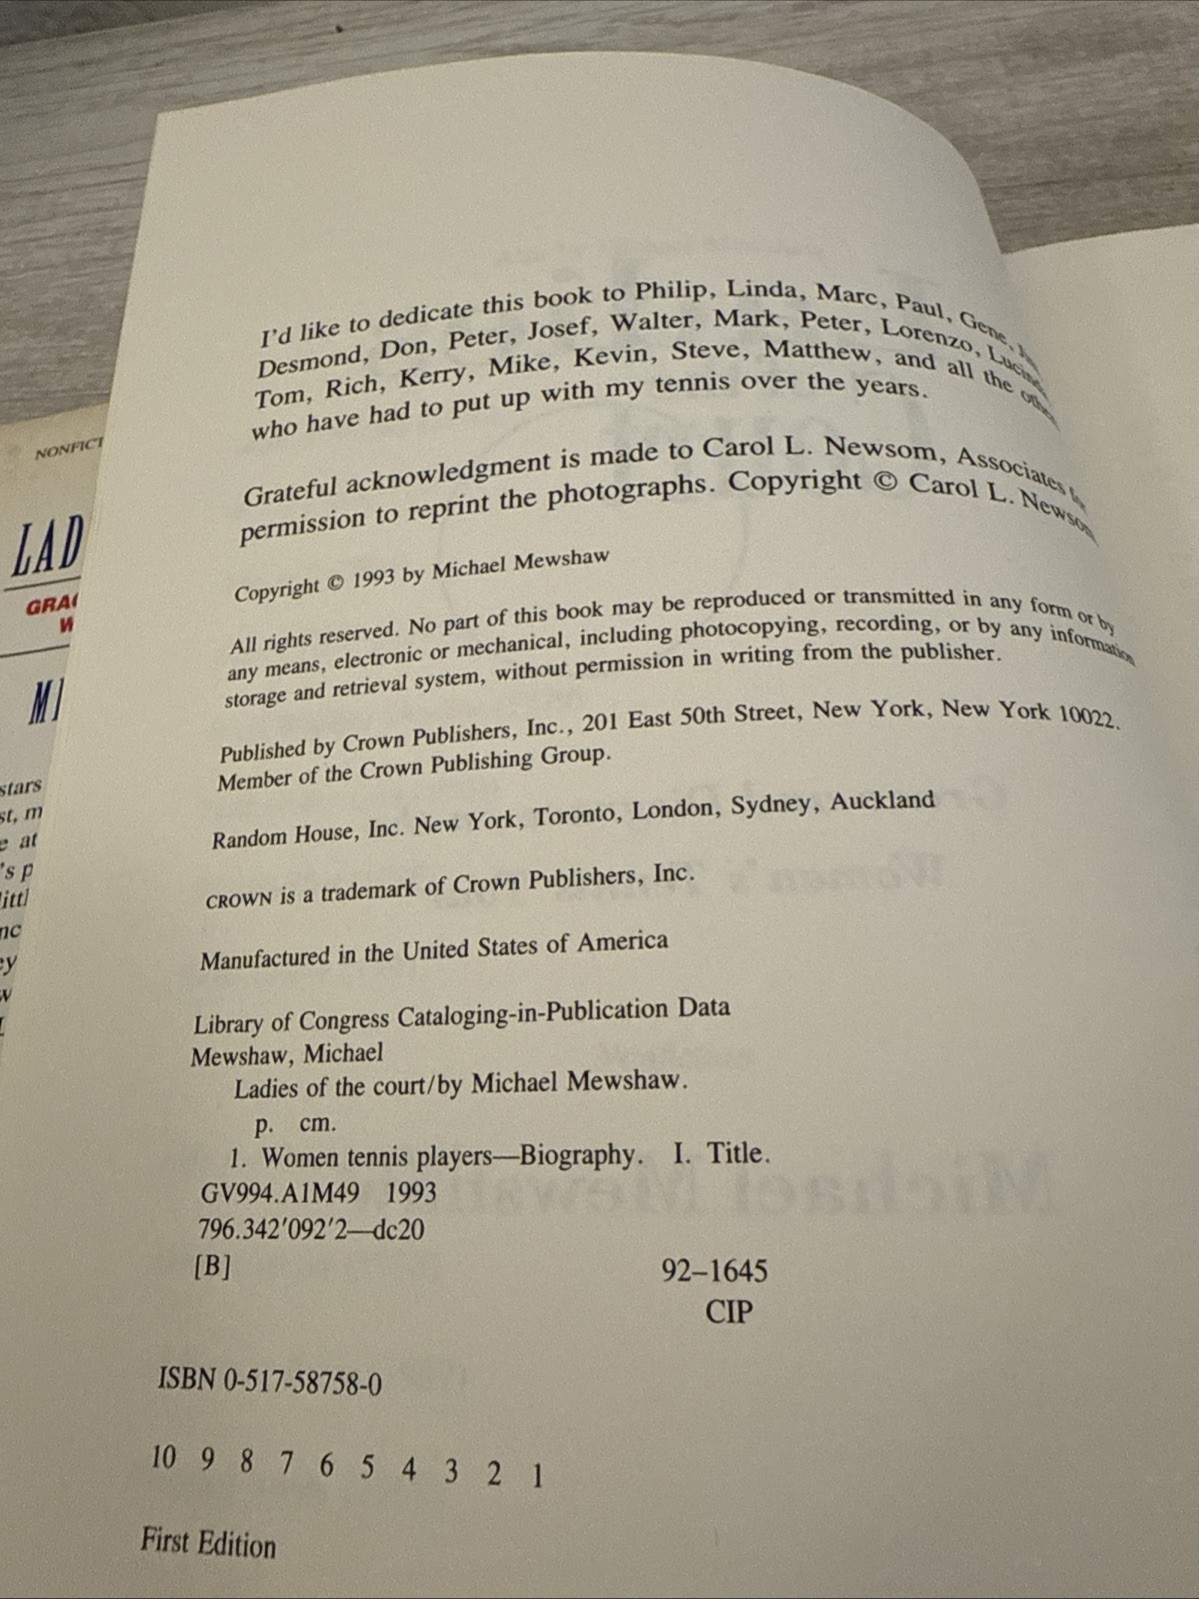 I'd like to dedicate this book to Philip, Linda, Marc, Paul, Gene,
Desmond, Don, Peter, Josef, Walter, Mark, Peter, Lorenzo,
Tom, Rich, Kerry, Mike, Kevin, Steve, Matthew, and all the
who have had to put up with my tennis over the years.
Grateful acknowledgment is made to Carol L. Newsom, Associates for
permission to reprint the photographs. Copyright © Carol L. Newsom
Copyright © 1993 by Michael Mewshaw
All rights reserved. No part of this book may be reproduced or transmitted in any form or by
any means, electronic or mechanical, including photocopying, recording, or by any information
storage and retrieval system, without permission in writing from the publisher.
Published by Crown Publishers, Inc., 201 East 50th Street, New York, New York 10022.
Member of the Crown Publishing Group.
Random House, Inc. New York, Toronto, London, Sydney, Auckland
CROWN is a trademark of Crown Publishers, Inc.
Manufactured in the United States of America
Library of Congress Cataloging-in-Publication Data
Mewshaw, Michael
Ladies of the court/by Michael Mewshaw.
p. cm.
1. Women tennis players—Biography. I. Title.
GV994.A1M49 1993
796.342'092'2—dc20
[B]
92–1645
CIP
ISBN 0-517-58758-0
10 9 8 7 6 5 4 3 2 1
First Edition
NONFICT
LAD
GRA
W
MI
stars
st, m
e at
's p
littl
nc
ey
w